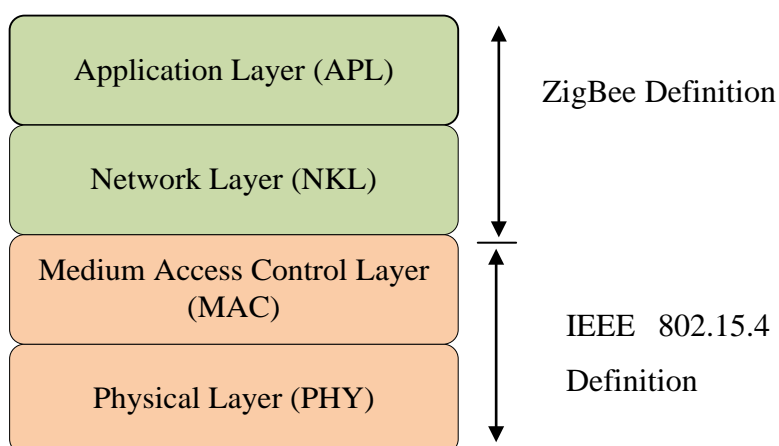 Application Layer (APL)
ZigBee Definition
Network Layer (NKL)
Medium Access Control Layer
(MAC)
IEEE 802.15.4
Definition
Physical Layer (PHY)